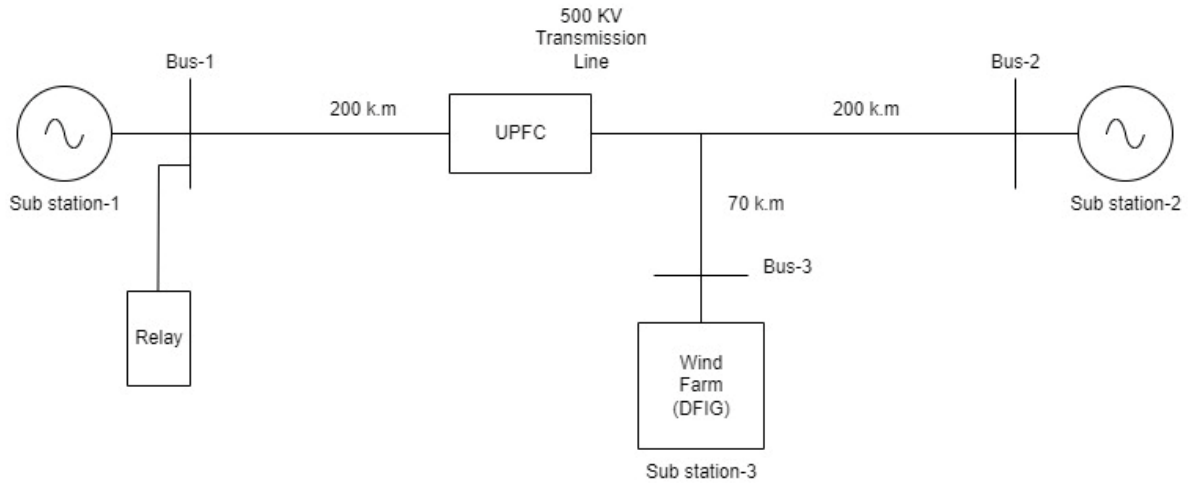 500 KV
Transmission
Line
Bus-1
Bus-2
200 k.m
200 k.m
UPFC
Sub station-1
Sub station-2
70 k.m
Bus-3
Relay
Wind
Farm
(DFIG)
Sub station-3